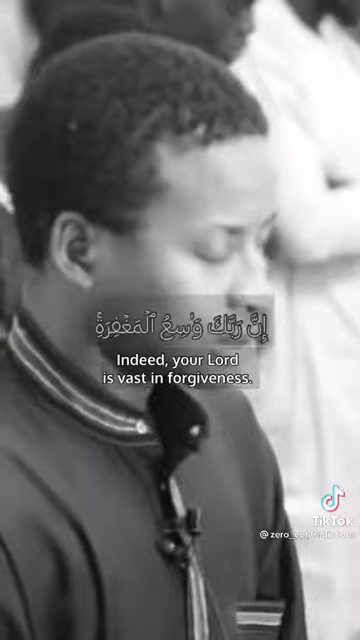 إِنَّ رَبَّكَ وَٰسِعُ ٱلْمَغْفِرَةِ ۚ
Indeed, your Lord
is vast in forgiveness.
TikTok